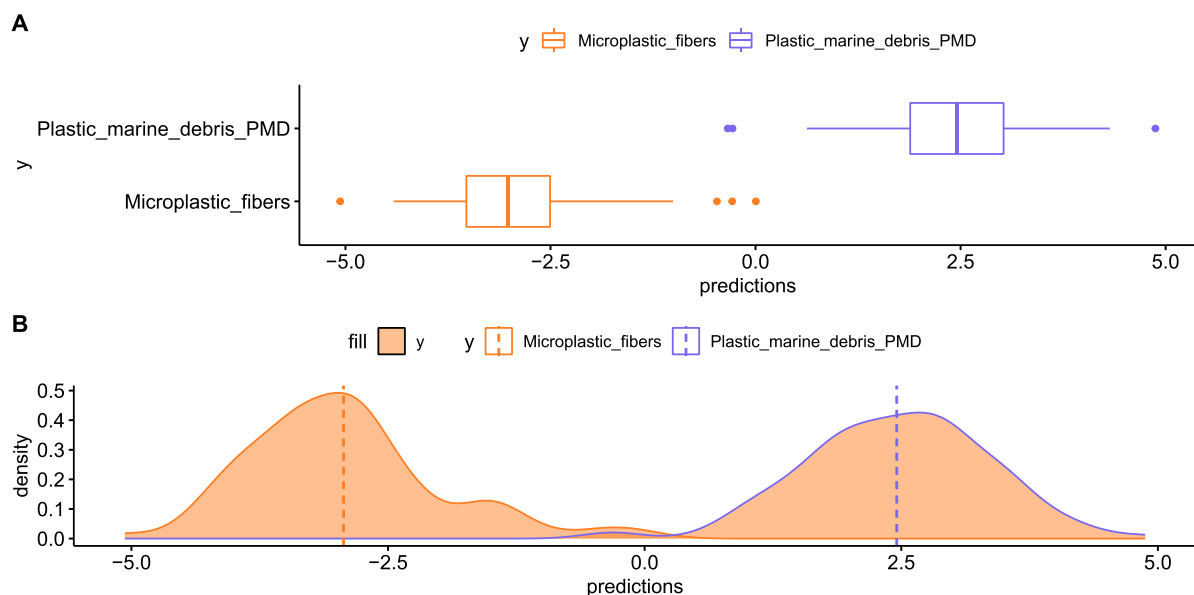 A
y Microplastic_fibers Plastic_marine_debris_PMD
Plastic_marine_debris_PMD
Microplastic_fibers
y
−5.0 −2.5 0.0 2.5 5.0
predictions
B
fill y y Microplastic_fibers Plastic_marine_debris_PMD
0.5
0.4
0.3
0.2
0.1
0.0
density
−5.0 −2.5 0.0 2.5 5.0
predictions